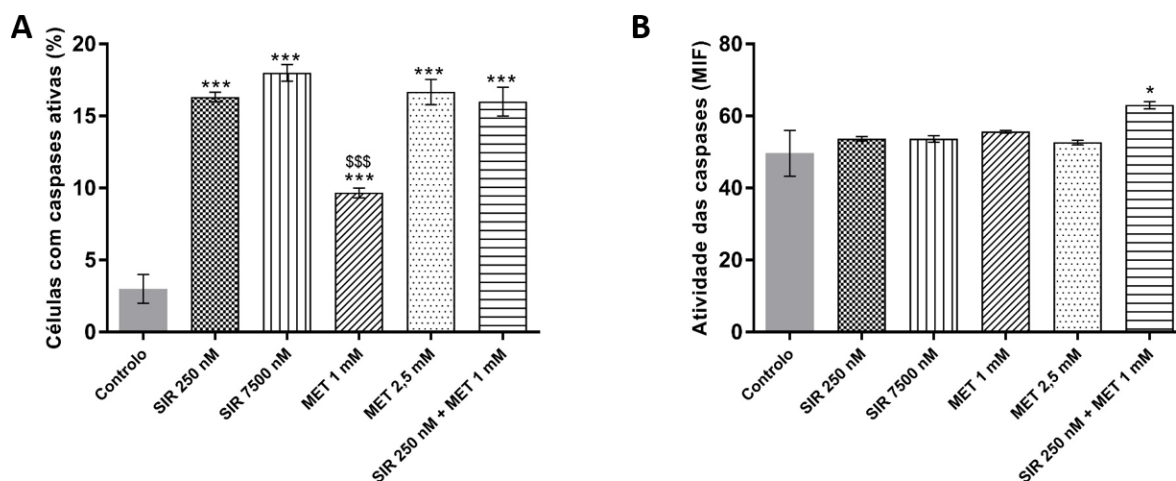 A
Células com caspases ativas (%)
20
15
10
5
0
***
***
$$$
***
***
***
Controlo
SIR 250 nM
SIR 7500 nM
MET 1 mM
MET 2,5 mM
SIR 250 nM + MET 1 mM
B
Atividade das caspases (MIF)
80
60
40
20
0
*
Controlo
SIR 250 nM
SIR 7500 nM
MET 1 mM
MET 2,5 mM
SIR 250 nM + MET 1 mM